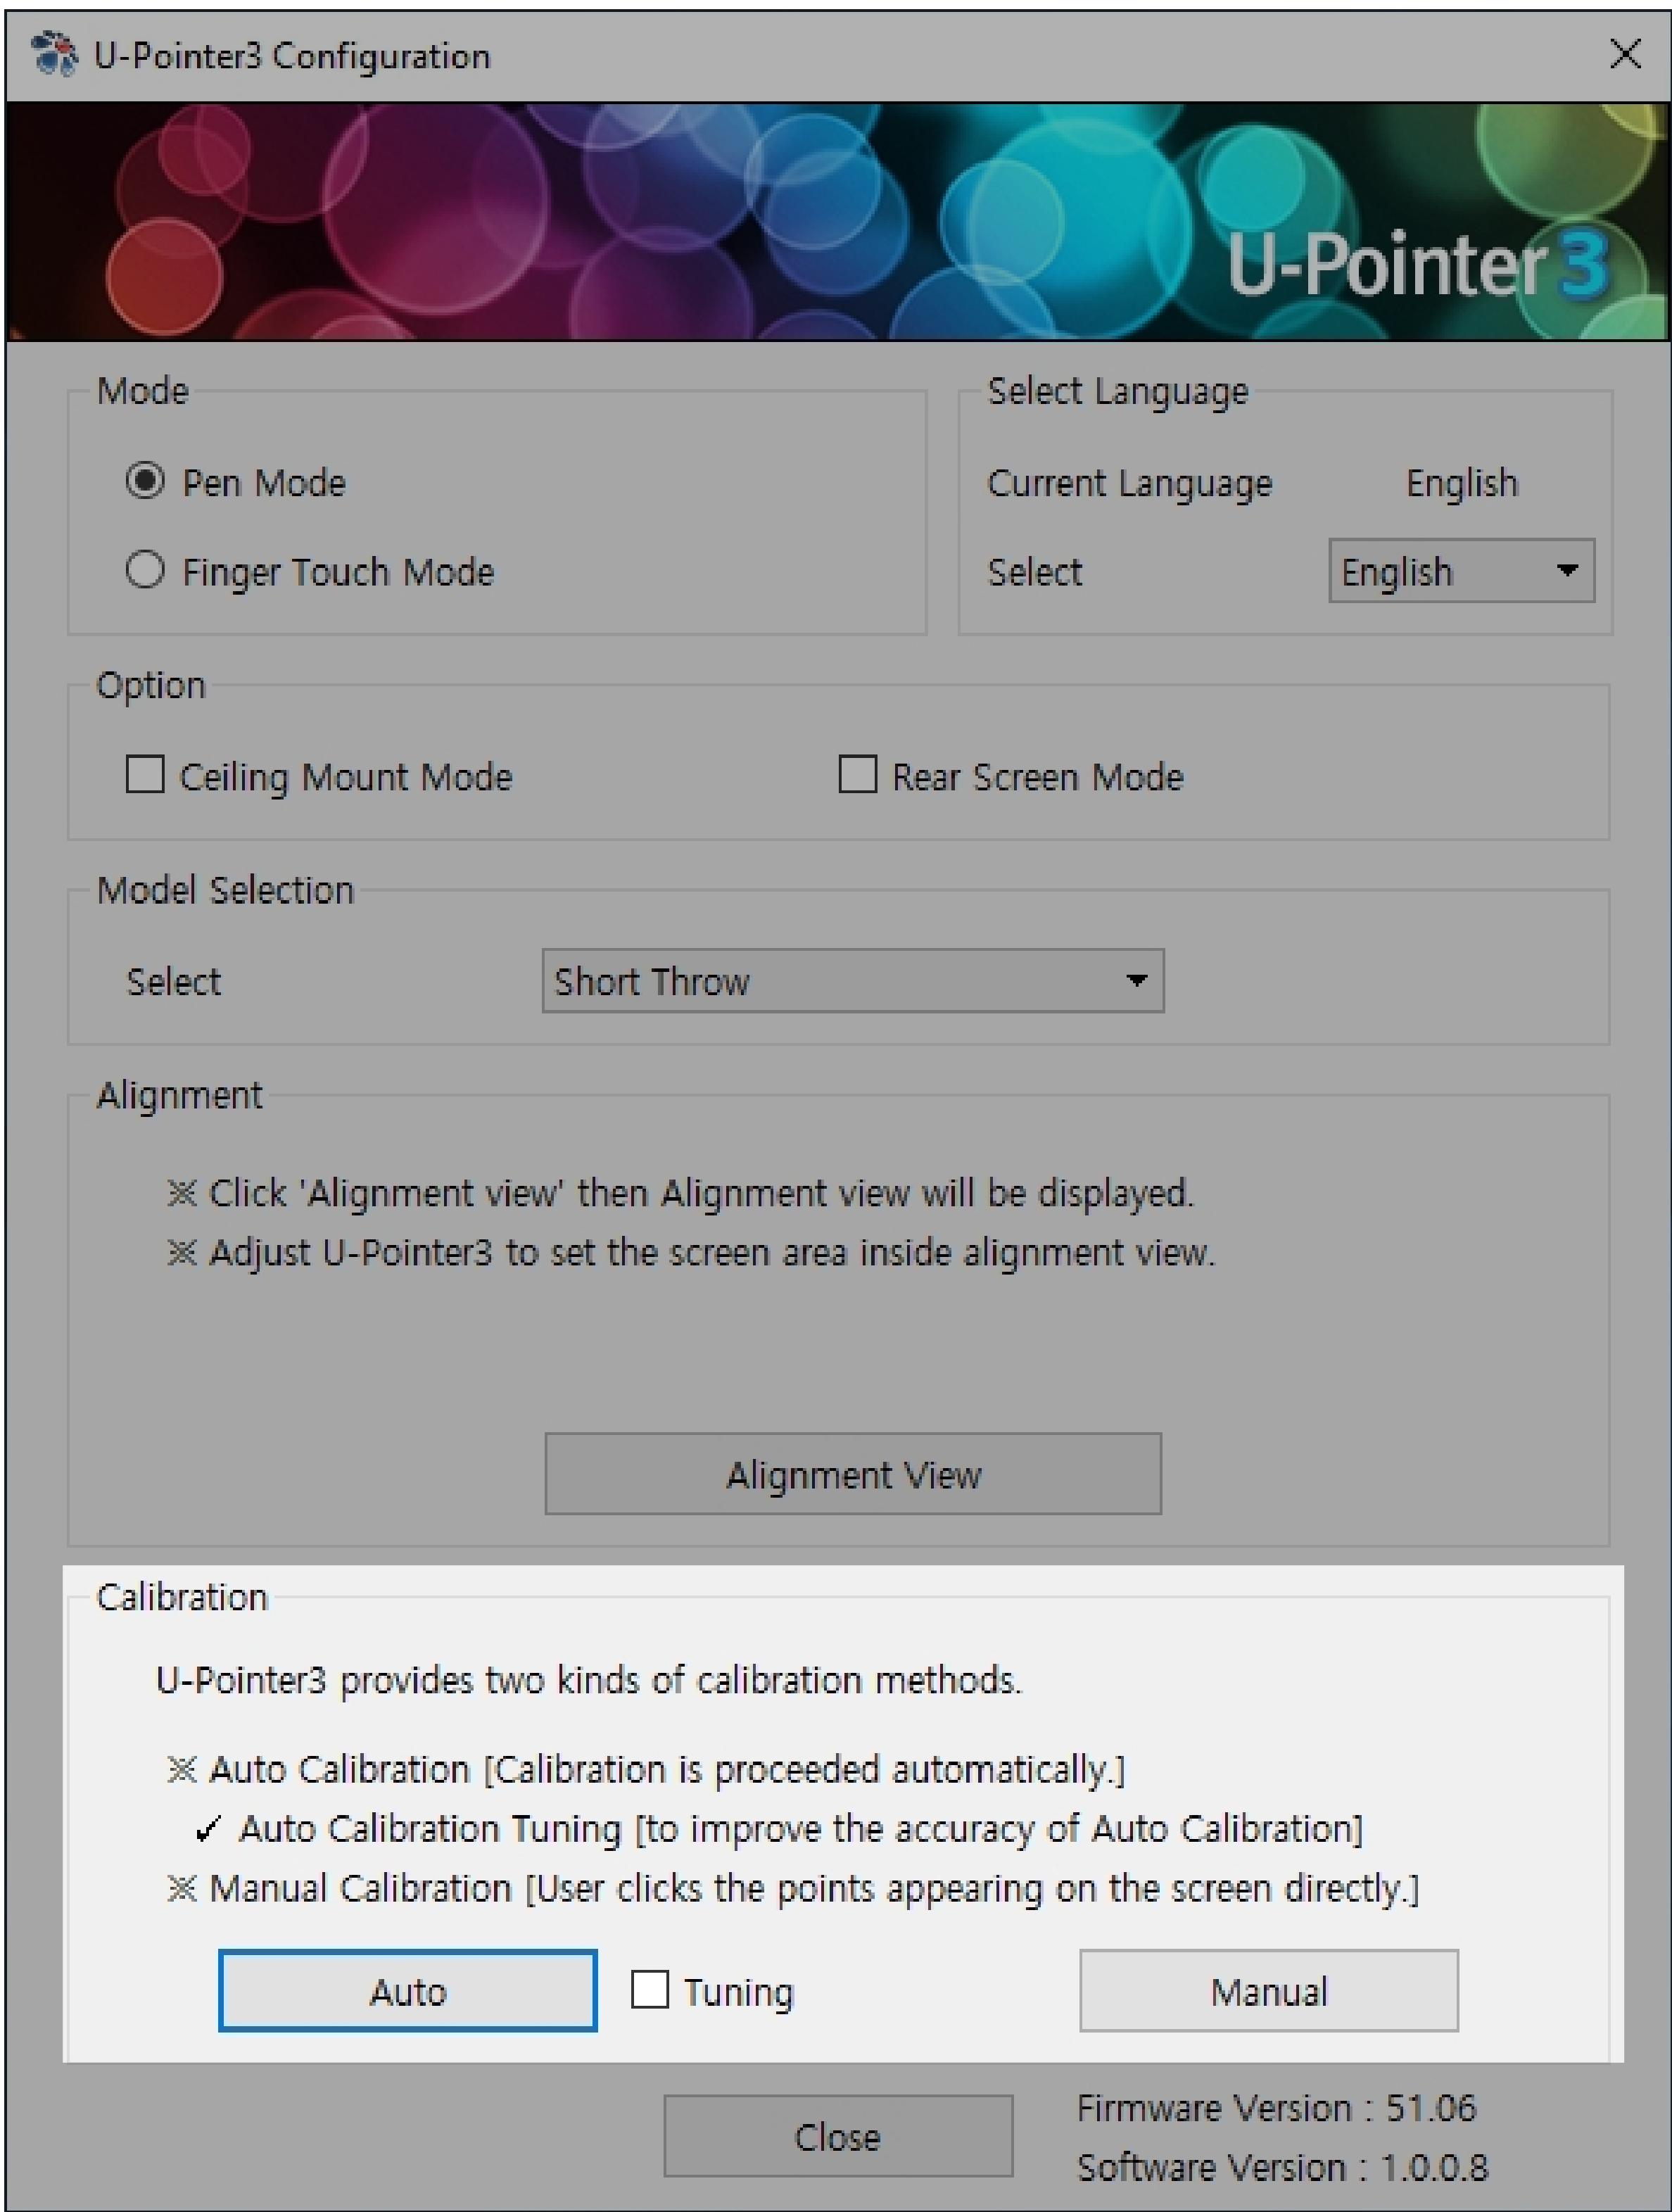 U-Pointer3 Configuration
U-Pointer3
Mode
Pen Mode
Finger Touch Mode
Select Language
Current Language English
Select English
Option
Ceiling Mount Mode Rear Screen Mode
Model Selection
Select Short Throw
Alignment
※ Click 'Alignment view' then Alignment view will be displayed.
※ Adjust U-Pointer3 to set the screen area inside alignment view.
Alignment View
Calibration
U-Pointer3 provides two kinds of calibration methods.
※ Auto Calibration [Calibration is proceeded automatically.]
✓ Auto Calibration Tuning [to improve the accuracy of Auto Calibration]
※ Manual Calibration [User clicks the points appearing on the screen directly.]
Auto Tuning Manual
Close
Firmware Version : 51.06
Software Version : 1.0.0.8